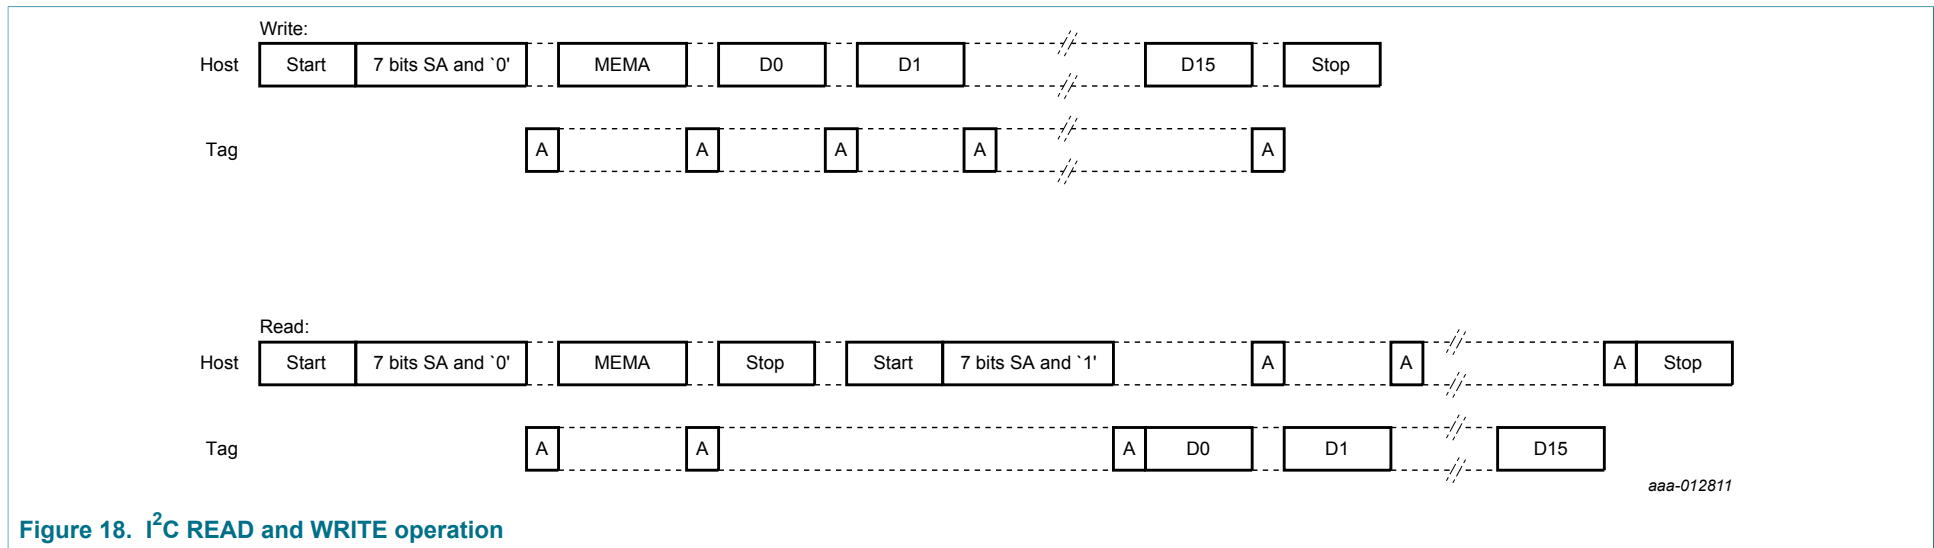 Write:
Host Start 7 bits SA and `0' MEMA D0 D1 D15 Stop
Tag A A A A A
Read:
Host Start 7 bits SA and `0' MEMA Stop Start 7 bits SA and `1' A A A Stop
Tag A A A D0 D1 D15
aaa-012811
Figure 18. I²C READ and WRITE operation